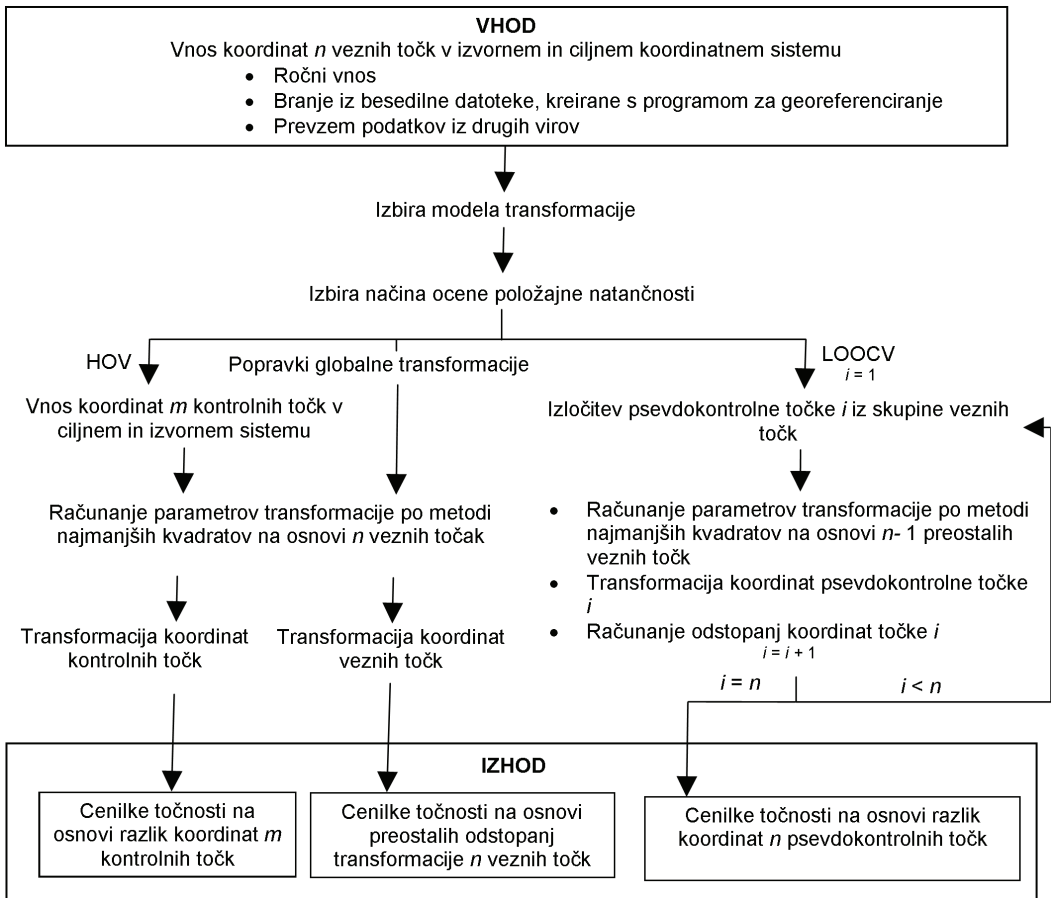 VHOD
Vnos koordinat n veznih točk v izvornem in ciljnem koordinatnem sistemu
• Ročni vnos
• Branje iz besedilne datoteke, kreirane s programom za georeferenciranje
• Prevzem podatkov iz drugih virov
Izbira modela transformacije
Izbira načina ocene položajne natančnosti
HOV
Popravki globalne transformacije
LOOCV
i = 1
Vnos koordinat m kontrolnih točk v
ciljnem in izvornem sistemu
Izločitev psevdokontrolne točke i iz skupine veznih
točk
Računanje parametrov transformacije po metodi
najmanjših kvadratov na osnovi n veznih točak
• Računanje parametrov transformacije po metodi
najmanjših kvadratov na osnovi n- 1 preostalih
veznih točk
• Transformacija koordinat psevdokontrolne točke
i
• Računanje odstopanj koordinat točke i
i = i + 1
Transformacija koordinat
kontrolnih točk
Transformacija koordinat
veznih točk
i = n
i < n
IZHOD
Cenilke točnosti na
osnovi razlik koordinat m
kontrolnih točk
Cenilke točnosti na osnovi
preostalih odstopanj
transformacije n veznih točk
Cenilke točnosti na osnovi razlik
koordinat n psevdokontrolnih točk